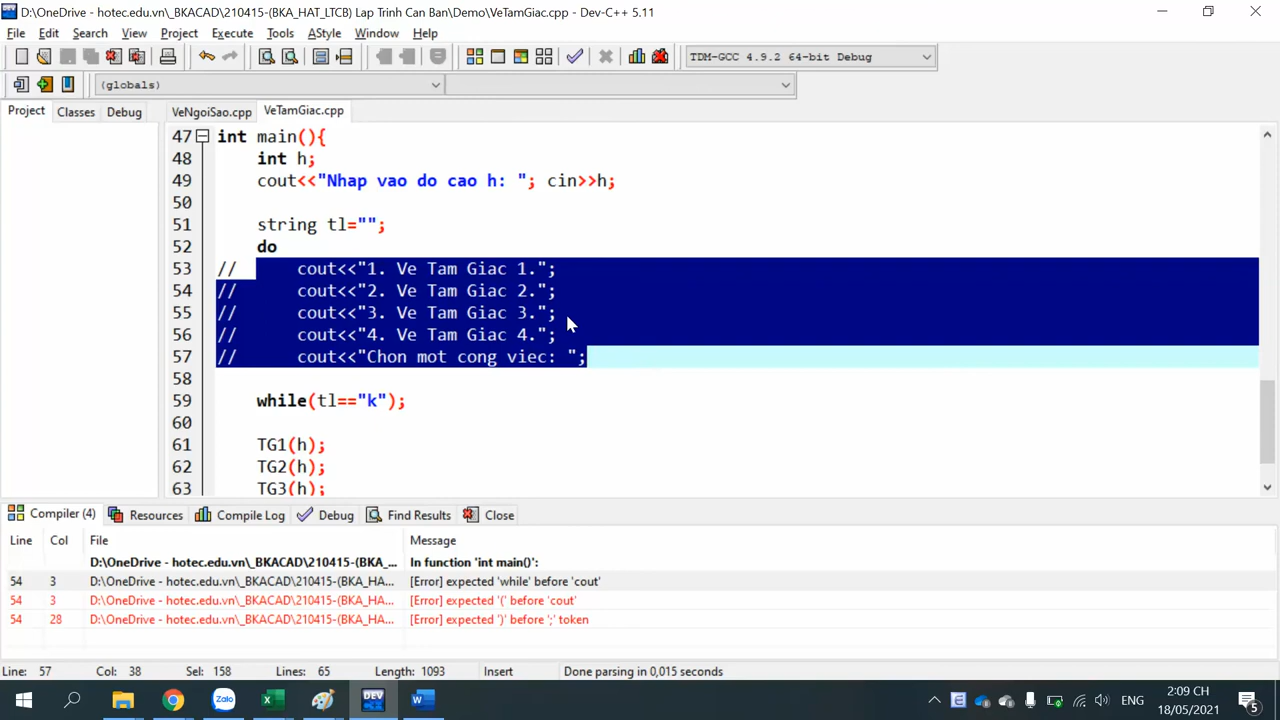 D:\OneDrive - hotec.edu.vn\_BKACAD\210415-(BKA_HAT_LTCB) Lap Trinh Can Ban\Demo\VeTamGiac.cpp - Dev-C++ 5.11
File Edit Search View Project Execute Tools AStyle Window Help
TDM-GCC 4.9.2 64-bit Debug
(globals)
Project Classes Debug VeNgoiSao.cpp VeTamGiac.cpp
47 int main(){
48 int h;
49 cout<<"Nhap vao do cao h: "; cin>>h;
50
51 string tl="";
52 do
53 // cout<<"1. Ve Tam Giac 1.";
54 // cout<<"2. Ve Tam Giac 2.";
55 // cout<<"3. Ve Tam Giac 3.";
56 // cout<<"4. Ve Tam Giac 4.";
57 // cout<<"Chon mot cong viec: ";
58
59 while(tl=="k");
60
61 TG1(h);
62 TG2(h);
63 TG3(h);
Compiler (4) Resources Compile Log Debug Find Results Close
Line Col File Message
D:\OneDrive - hotec.edu.vn\_BKACAD\210415-(BKA_... In function 'int main()':
54 3 D:\OneDrive - hotec.edu.vn\_BKACAD\210415-(BKA_HA... [Error] expected 'while' before 'cout'
54 3 D:\OneDrive - hotec.edu.vn\_BKACAD\210415-(BKA_HA... [Error] expected '(' before 'cout'
54 28 D:\OneDrive - hotec.edu.vn\_BKACAD\210415-(BKA_HA... [Error] expected ')' before ';' token
Line: 57 Col: 38 Sel: 158 Lines: 65 Length: 1093 Insert Done parsing in 0,015 seconds
Zalo DEV ENG 2:09 CH
18/05/2021 5